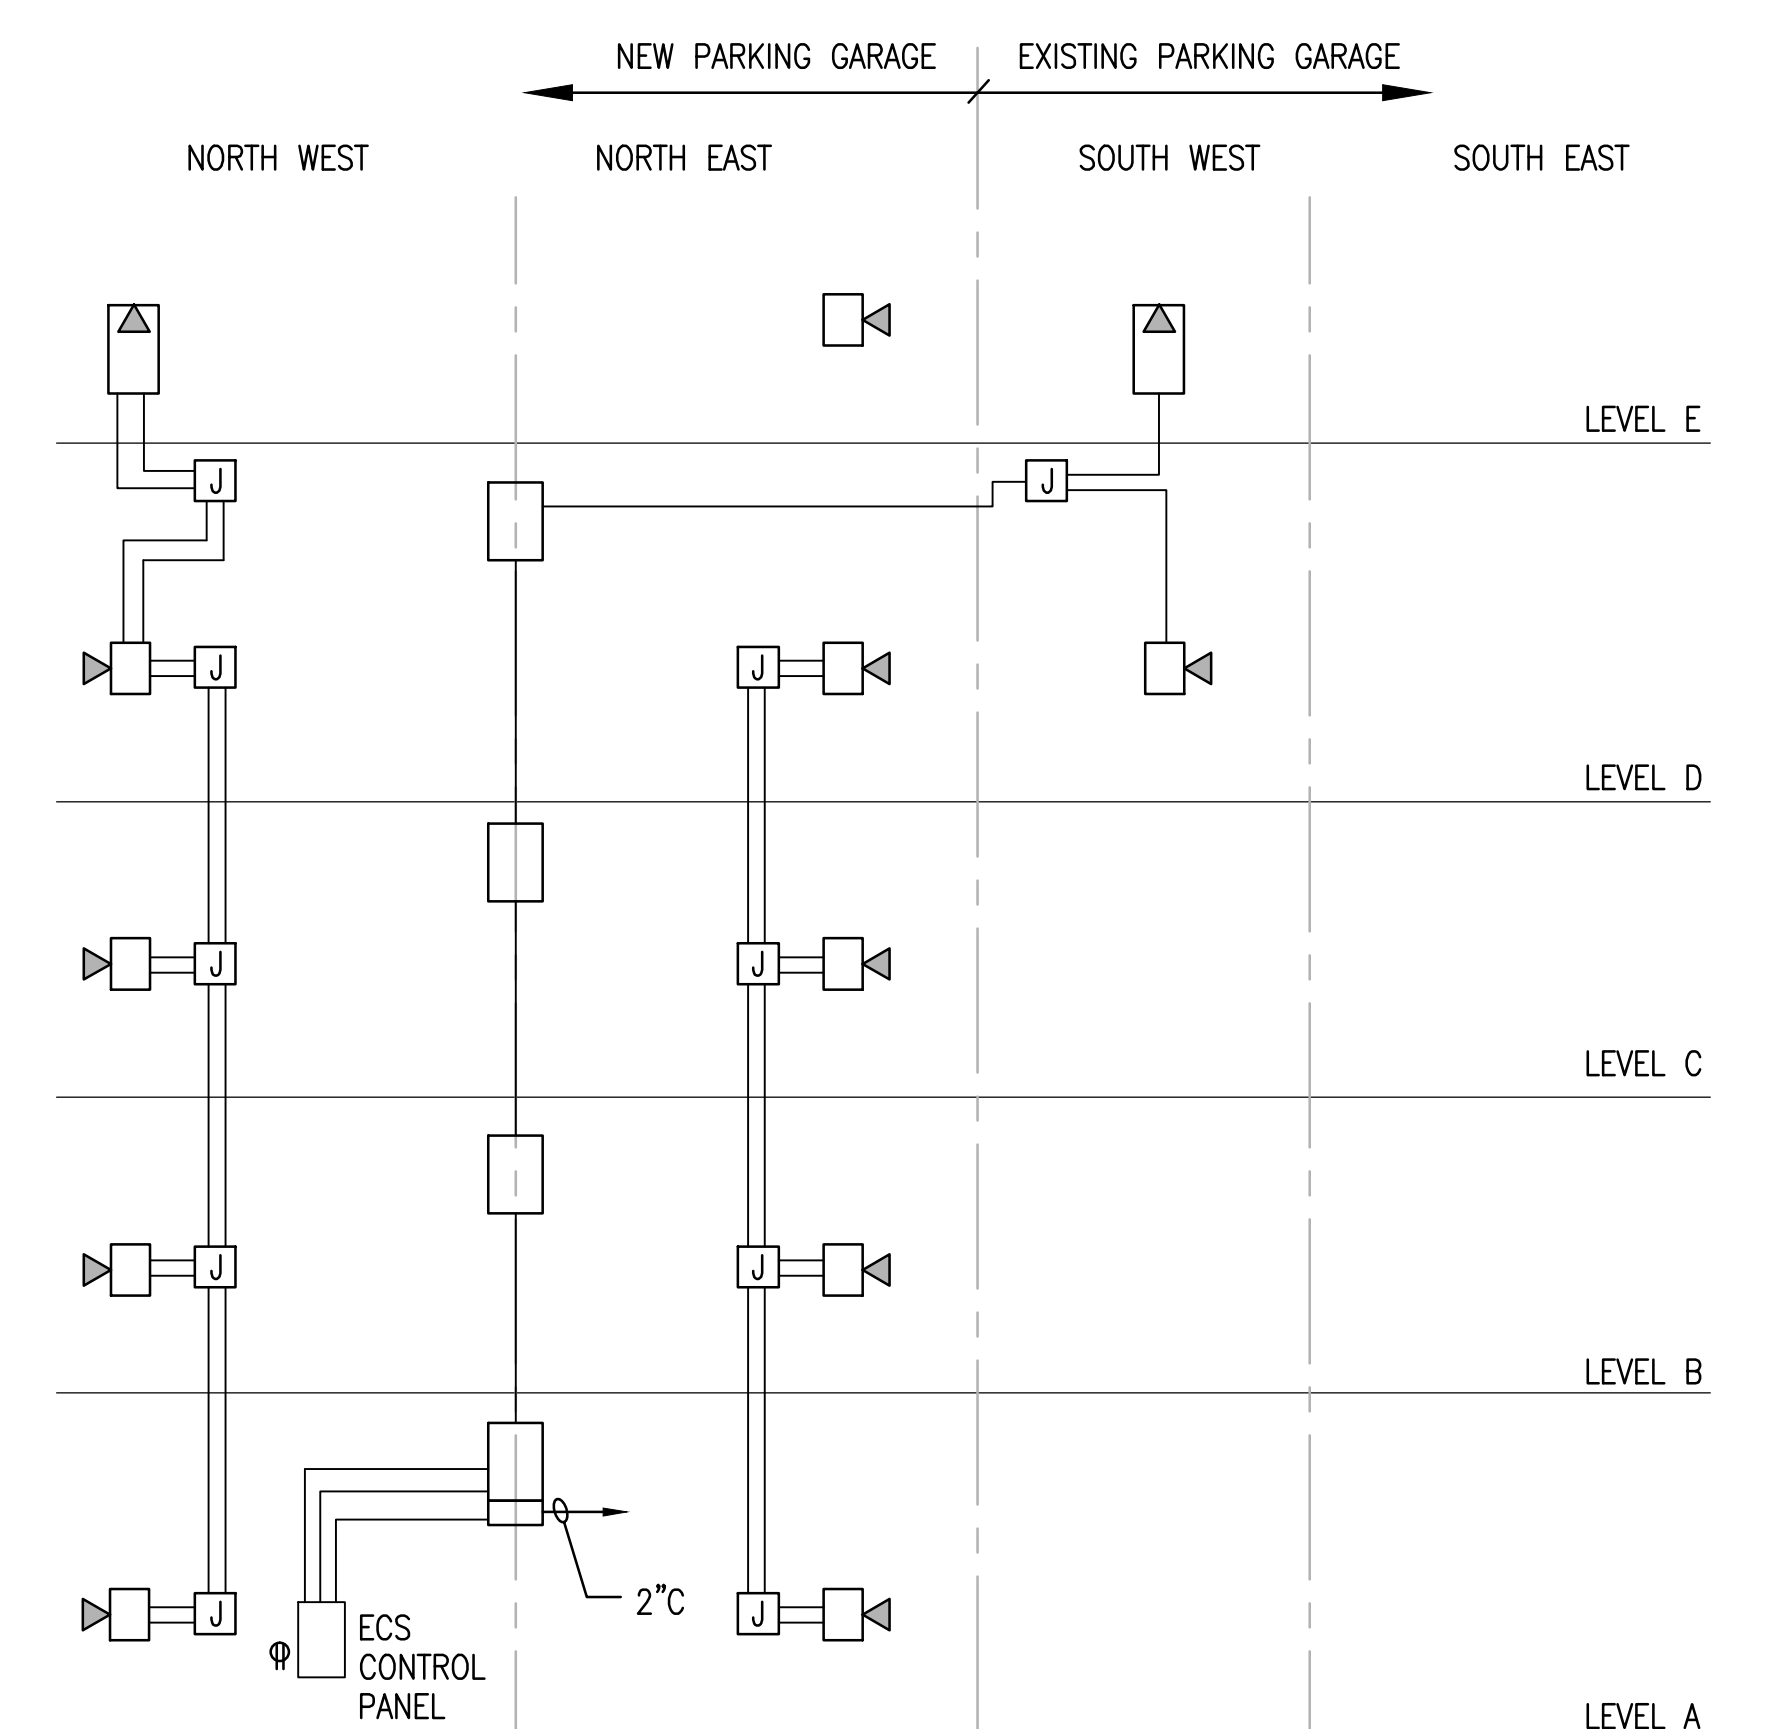 NEW PARKING GARAGE EXISTING PARKING GARAGE
NORTH WEST NORTH EAST SOUTH WEST SOUTH EAST
LEVEL E
J J
J J
LEVEL D
J J
LEVEL C
J J
LEVEL B
2"C
J J
ECS
CONTROL
PANEL
LEVEL A